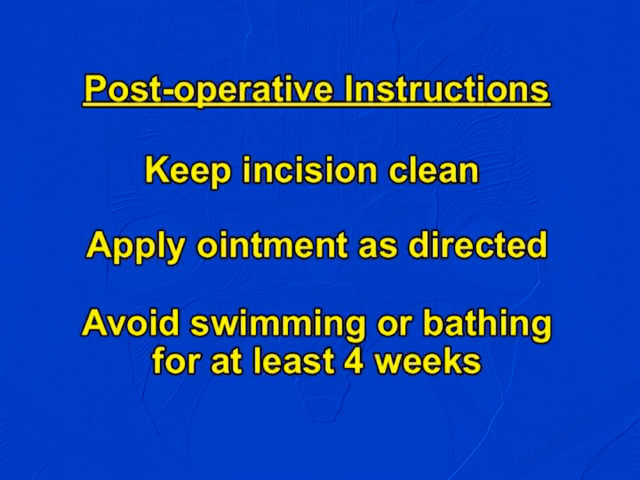 Post-operative Instructions
Keep incision clean
Apply ointment as directed
Avoid swimming or bathing
for at least 4 weeks